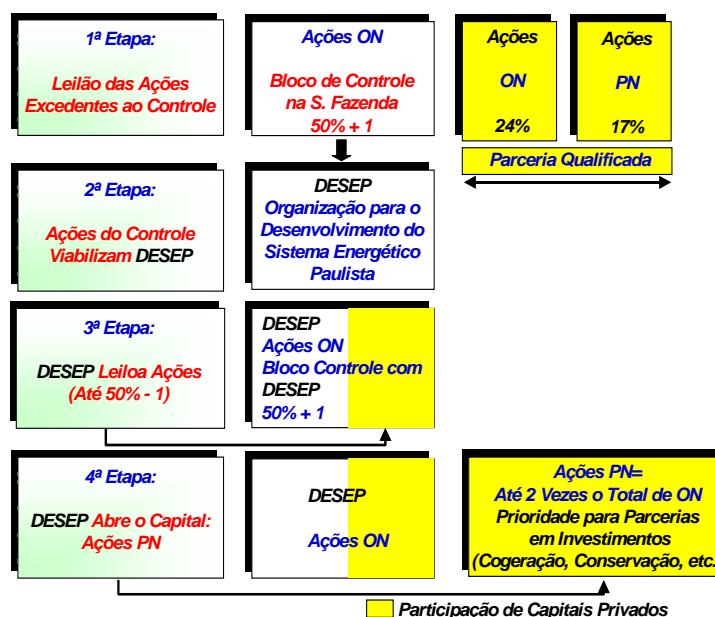 1ª Etapa:
Leilão das Ações
Excedentes ao Controle
Ações ON
Bloco de Controle
na S. Fazenda
50% + 1
Ações
ON
24%
Ações
PN
17%
Parceria Qualificada
2ª Etapa:
Ações do Controle
Viabilizam DESEP
DESEP
Organização para o
Desenvolvimento do
Sistema Energético
Paulista
3ª Etapa:
DESEP Leiloa Ações
(Até 50% - 1)
DESEP
Ações ON
Bloco Controle com
DESEP
50% + 1
4ª Etapa:
DESEP Abre o Capital:
Ações PN
DESEP
Ações ON
Ações PN=
Até 2 Vezes o Total de ON
Prioridade para Parcerias
em Investimentos
(Cogeração, Conservação, etc.
Participação de Capitais Privados